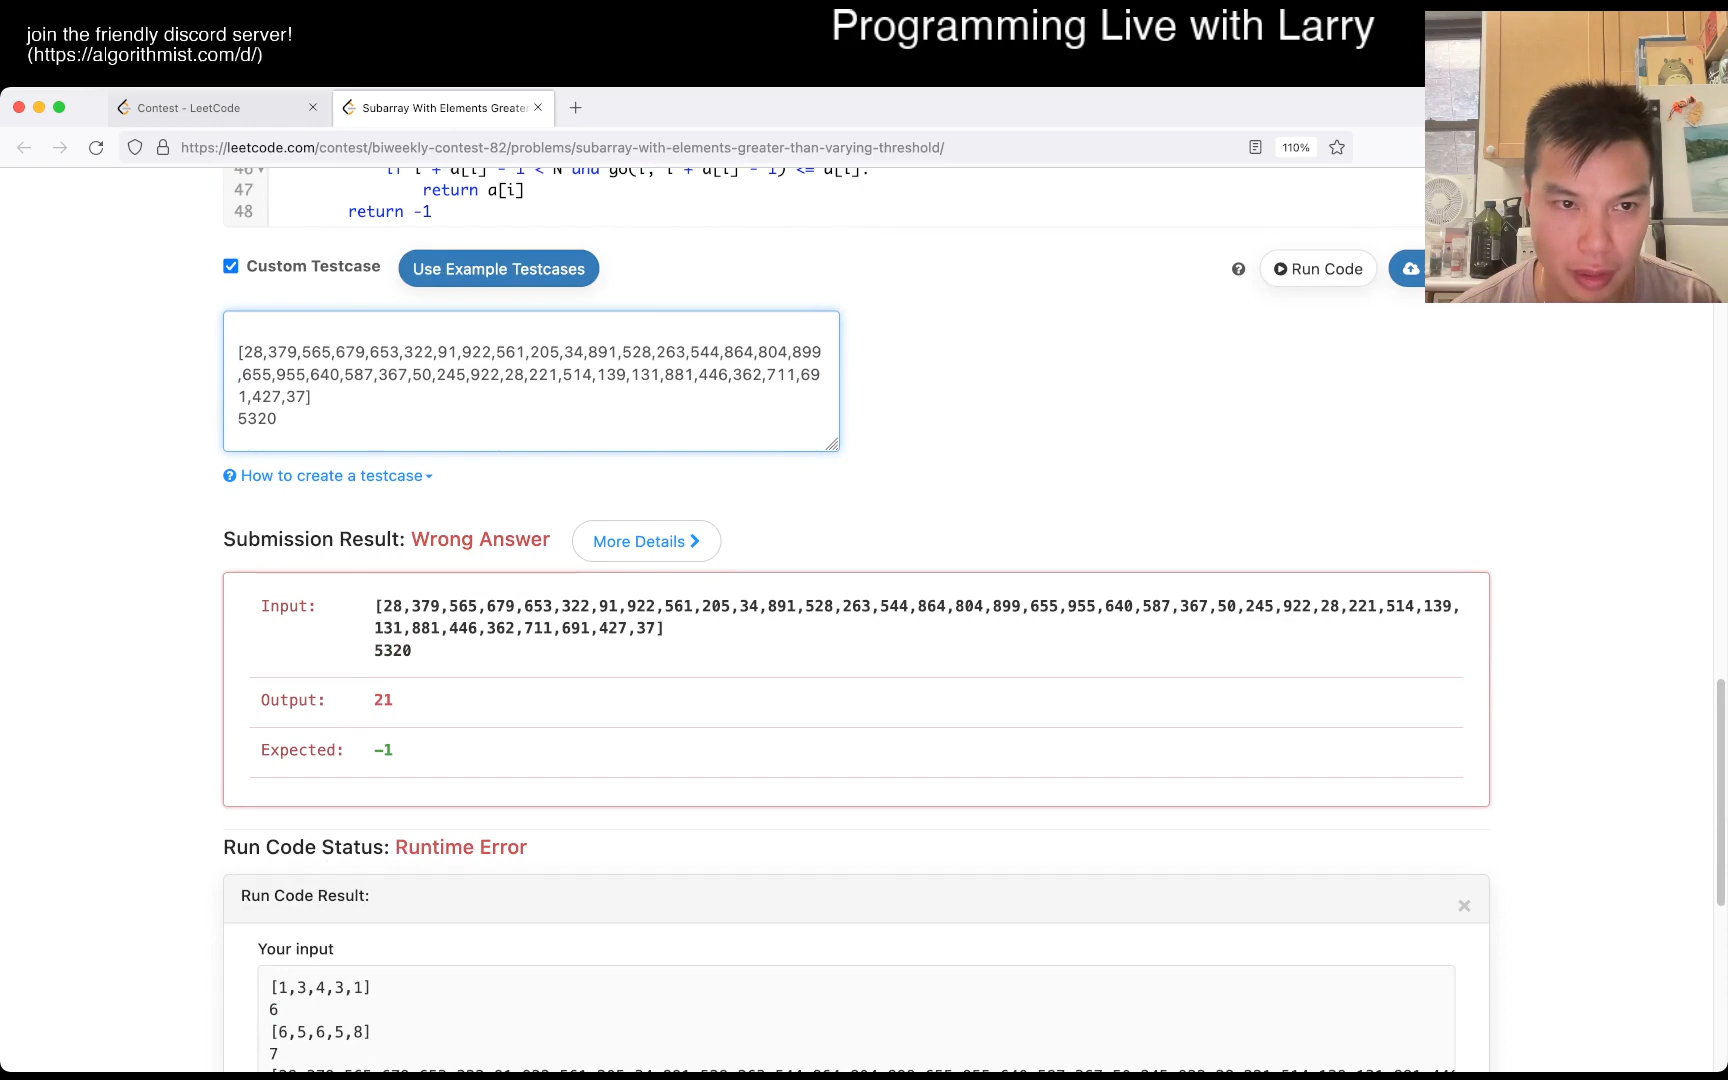 join the friendly discord server!
(https://algorithmist.com/d/)
Programming Live with Larry
Contest - LeetCode
Subarray With Elements Greater
https://leetcode.com/contest/biweekly-contest-82/problems/subarray-with-elements-greater-than-varying-threshold/
110%
46 if i + a[i] - 1 < N and go(i, i + a[i] - 1) <= a[i]:
47 return a[i]
48 return -1
Custom Testcase
Use Example Testcases
Run Code
[28,379,565,679,653,322,91,922,561,205,34,891,528,263,544,864,804,899
,655,955,640,587,367,50,245,922,28,221,514,139,131,881,446,362,711,69
1,427,37]
5320
How to create a testcase
Submission Result: Wrong Answer
More Details
Input: [28,379,565,679,653,322,91,922,561,205,34,891,528,263,544,864,804,899,655,955,640,587,367,50,245,922,28,221,514,139,
131,881,446,362,711,691,427,37]
5320
Output: 21
Expected: -1
Run Code Status: Runtime Error
Run Code Result:
Your input
[1,3,4,3,1]
6
[6,5,6,5,8]
7